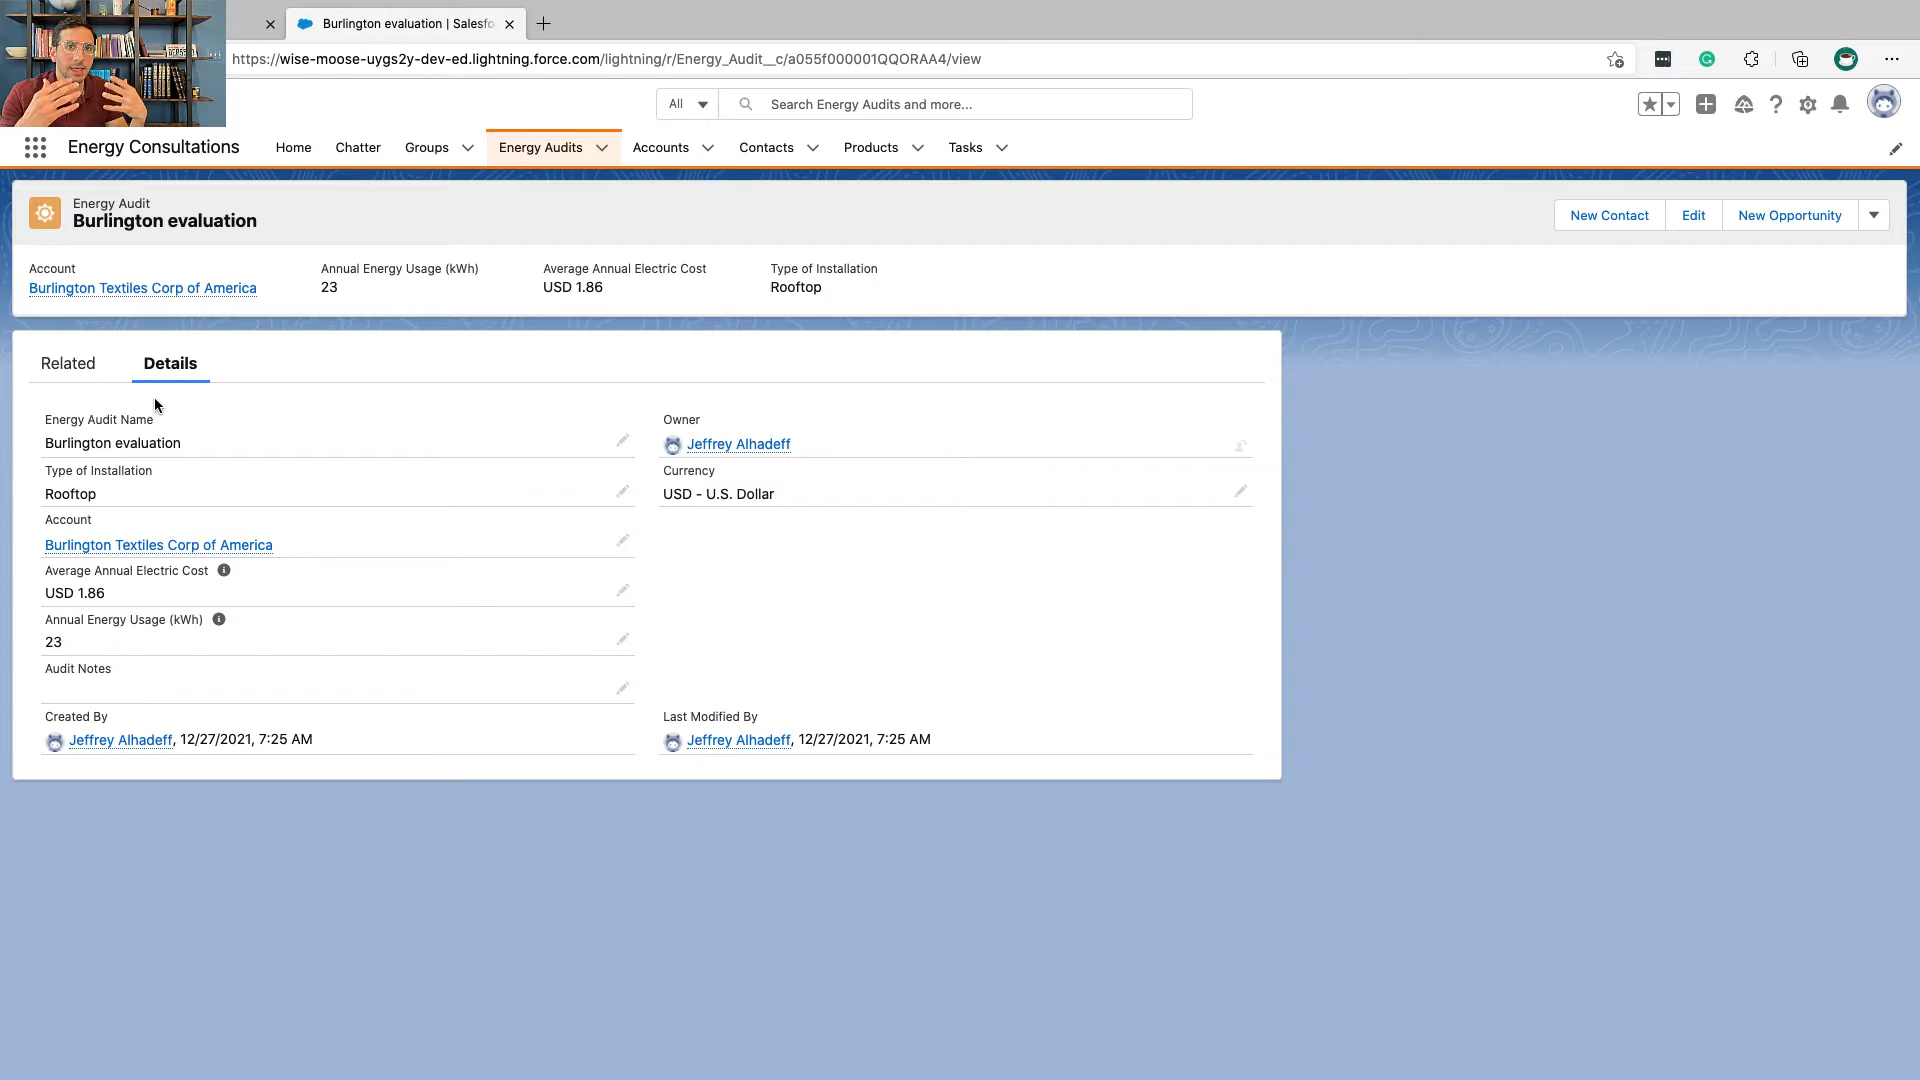 Burlington evaluation | Salesfo
https://wise-moose-uygs2y-dev-ed.lightning.force.com/lightning/r/Energy_Audit__c/a055f000001QQORAA4/view
All
Search Energy Audits and more...
Energy Consultations
Home
Chatter
Groups
Energy Audits
Accounts
Contacts
Products
Tasks
Energy Audit
Burlington evaluation
New Contact
Edit
New Opportunity
Account
Annual Energy Usage (kWh)
Average Annual Electric Cost
Type of Installation
Burlington Textiles Corp of America
23
USD 1.86
Rooftop
Related
Details
Energy Audit Name
Burlington evaluation
Owner
Jeffrey Alhadeff
Type of Installation
Rooftop
Currency
USD - U.S. Dollar
Account
Burlington Textiles Corp of America
Average Annual Electric Cost
USD 1.86
Annual Energy Usage (kWh)
23
Audit Notes
Created By
Jeffrey Alhadeff, 12/27/2021, 7:25 AM
Last Modified By
Jeffrey Alhadeff, 12/27/2021, 7:25 AM